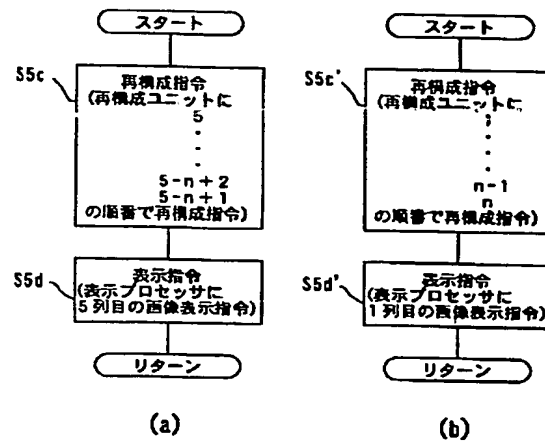 スタート
S5c
再構成指令
(再構成ユニットに
5
5-n+2
5-n+1
の順番で再構成指令)
S5d
表示指令
(表示プロセッサに
5列目の画像表示指令)
リターン
(a)
スタート
S5c'
再構成指令
(再構成ユニットに
n-1
n
の順番で再構成指令)
S5d'
表示指令
(表示プロセッサに
1列目の画像表示指令)
リターン
(b)